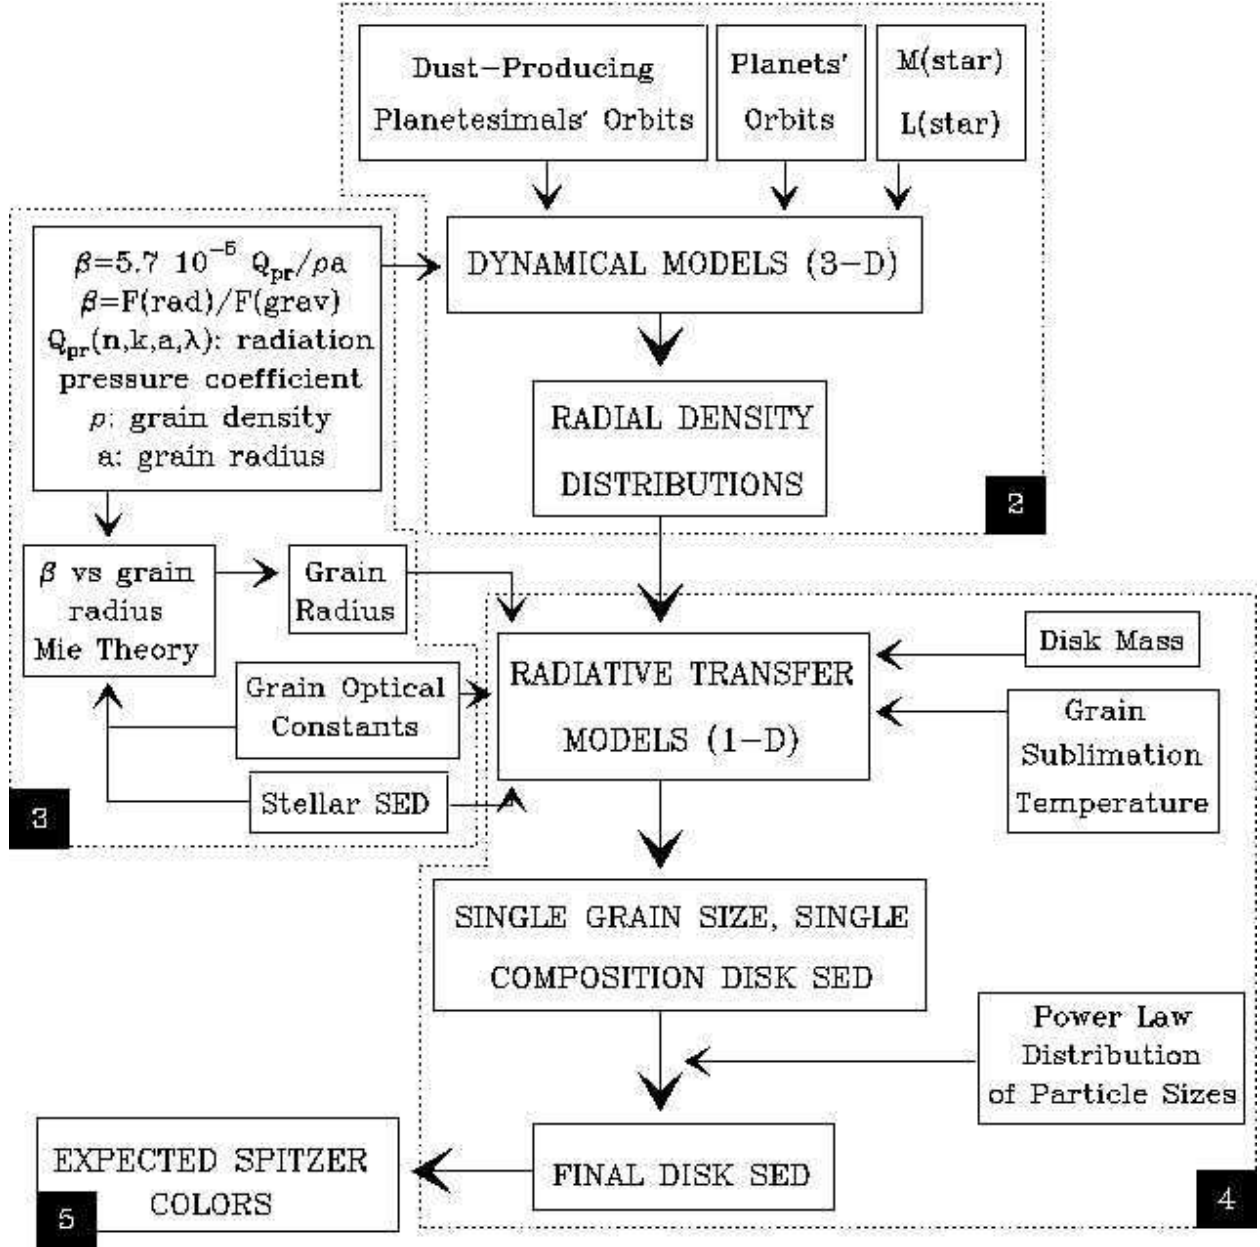 Dust-Producing
Planetesimals' Orbits
Planets'
Orbits
M(star)
L(star)
β=5.7 10⁻⁵ Q_pr/ρa
β=F(rad)/F(grav)
Q_pr(n,k,a,λ): radiation
pressure coefficient
ρ: grain density
a: grain radius
DYNAMICAL MODELS (3-D)
RADIAL DENSITY
DISTRIBUTIONS
2
β vs grain
radius
Mie Theory
Grain
Radius
Grain Optical
Constants
Stellar SED
3
RADIATIVE TRANSFER
MODELS (1-D)
Disk Mass
Grain
Sublimation
Temperature
SINGLE GRAIN SIZE, SINGLE
COMPOSITION DISK SED
Power Law
Distribution
of Particle Sizes
FINAL DISK SED
4
EXPECTED SPITZER
COLORS
5